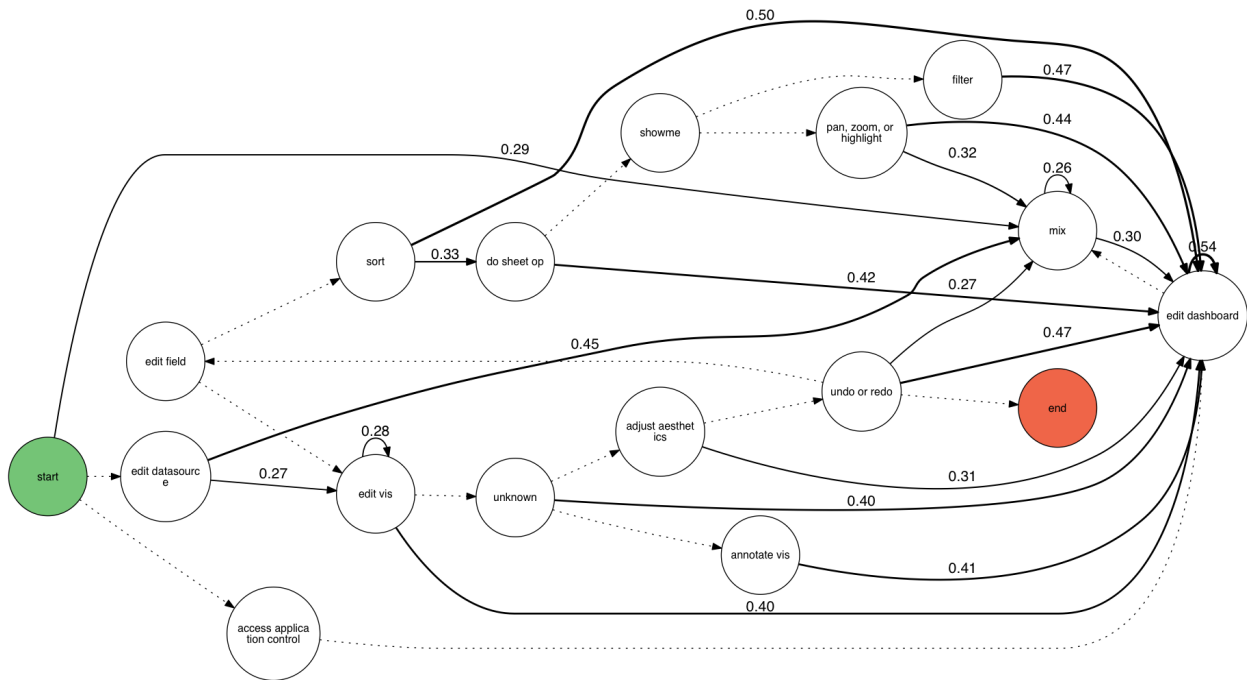 0.50
filter
0.47
showme
pan, zoom, or
highlight
0.44
0.29
0.32
0.26
mix
0.30
0.54
sort
0.33
do sheet op
0.42
0.27
edit dashboard
edit field
0.45
0.47
undo or redo
end
adjust aesthet
ics
0.28
start
edit datasourc
e
0.27
edit vis
unknown
0.31
0.40
annotate vis
0.41
0.40
access applica
tion control